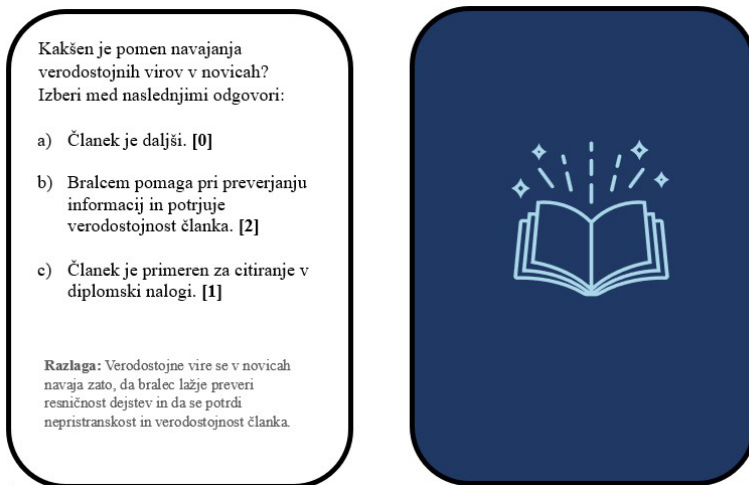 Kakšen je pomen navajanja
verodostojnih virov v novicah?
Izberi med naslednjimi odgovori:
a) Članek je daljši. [0]
b) Bralcem pomaga pri preverjanju
informacij in potrjuje
verodostojnost članka. [2]
c) Članek je primeren za citiranje v
diplomski nalogi. [1]
Razlaga: Verodostojne vire se v novicah
navaja zato, da bralec lažje preveri
resničnost dejstev in da se potrdi
nepristranskost in verodostojnost članka.